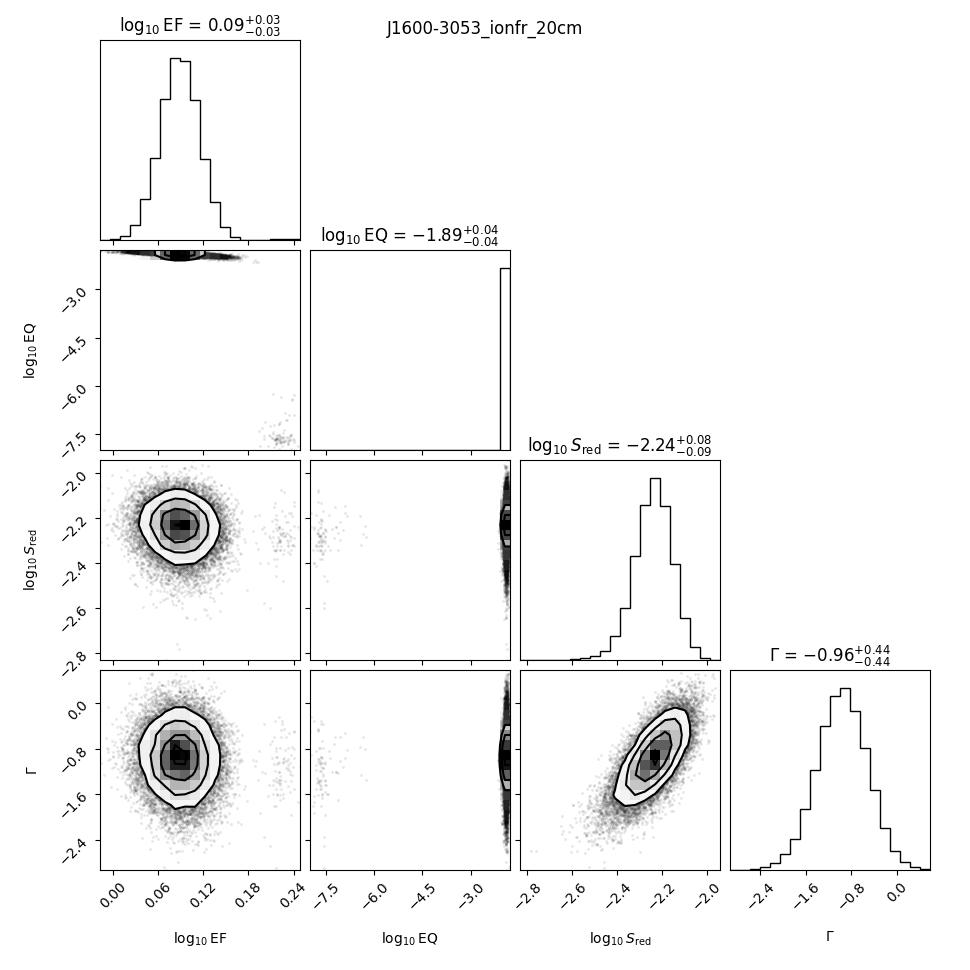 J1600-3053_ionfr_20cm
log₁₀ EF = 0.09+0.03 −0.03
log₁₀ EQ = −1.89+0.04 −0.04
−3.0
−4.5
−6.0
−7.5
log₁₀ EQ
log₁₀ S_red = −2.24+0.08 −0.09
−2.0
−2.2
−2.4
−2.6
−2.8
log₁₀ S_red
Γ = −0.96+0.44 −0.44
0.0
−0.8
−1.6
−2.4
Γ
0.00 0.06 0.12 0.18 0.24
−7.5 −6.0 −4.5 −3.0
−2.8 −2.6 −2.4 −2.2 −2.0
−2.4 −1.6 −0.8 0.0
log₁₀ EF
log₁₀ EQ
log₁₀ S_red
Γ